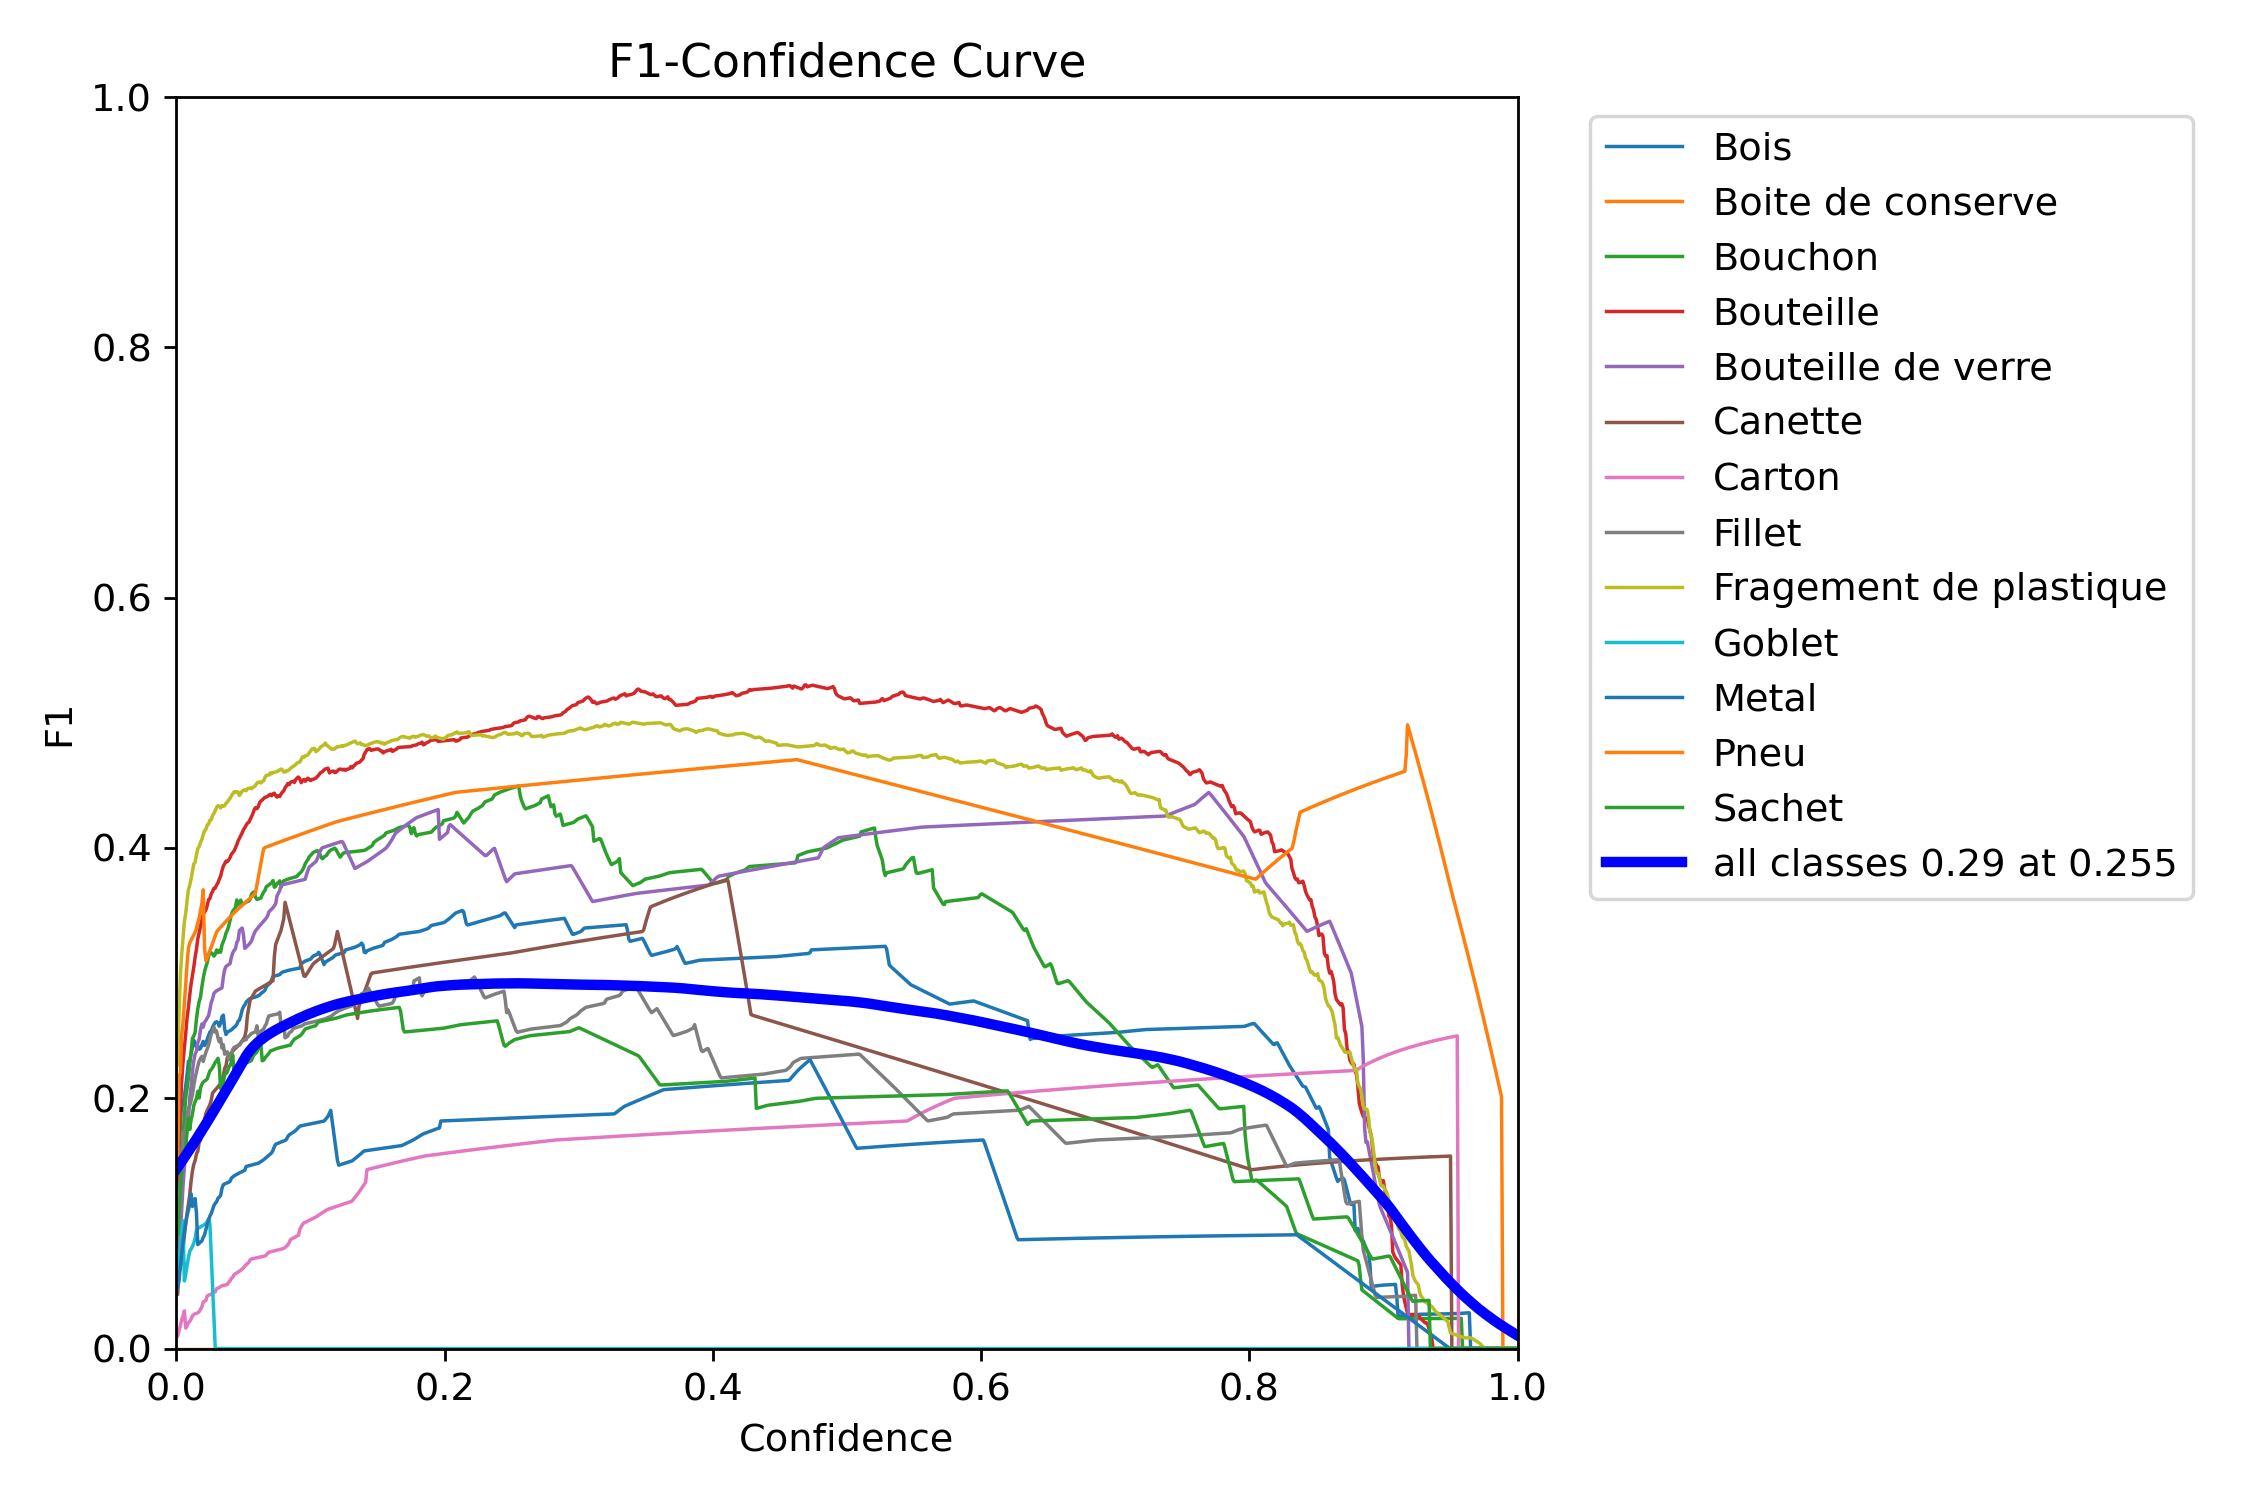 F1-Confidence Curve
1.0
0.8
0.6
0.4
0.2
0.0
F1
0.0 0.2 0.4 0.6 0.8 1.0
Confidence
Bois
Boite de conserve
Bouchon
Bouteille
Bouteille de verre
Canette
Carton
Fillet
Fragement de plastique
Goblet
Metal
Pneu
Sachet
all classes 0.29 at 0.255